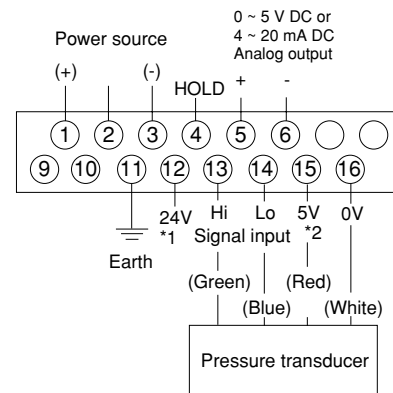 0 ~ 5 V DC or
4 ~ 20 mA DC
Analog output
Power source
(+) (-) HOLD + -
1 2 3 4 5 6
9 10 11 12 13 14 15 16
24V Hi Lo 5V 0V
*1 Signal input *2
Earth
(Green) (Red)
(Blue) (White)
Pressure transducer